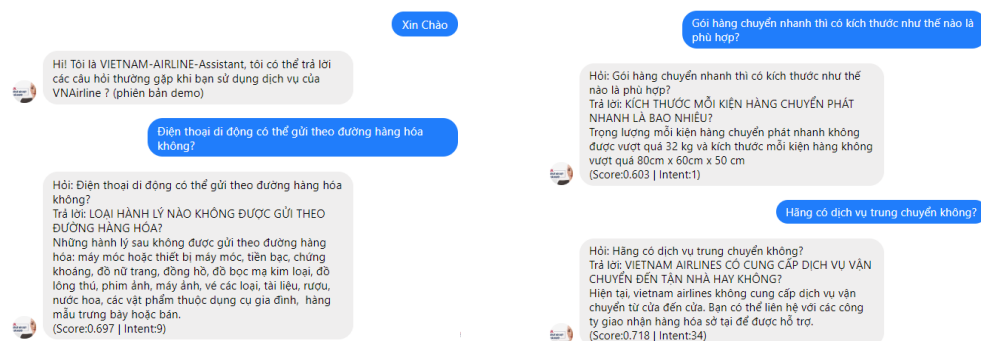 Xin Chào
Hi! Tôi là VIETNAM-AIRLINE-Assistant, tôi có thể trả lời
các câu hỏi thường gặp khi bạn sử dụng dịch vụ của
VNAirline ? (phiên bản demo)
Điện thoại di động có thể gửi theo đường hàng hóa
không?
Hỏi: Điện thoại di động có thể gửi theo đường hàng hóa
không?
Trả lời: LOẠI HÀNH LÝ NÀO KHÔNG ĐƯỢC GỬI THEO
ĐƯỜNG HÀNG HÓA?
Những hành lý sau không được gửi theo đường hàng
hóa: máy móc hoặc thiết bị máy móc, tiền bạc, chứng
khoáng, đồ nữ trang, đồng hồ, đồ bọc mạ kim loại, đồ
lông thú, phim ảnh, máy ảnh, vé các loại, tài liệu, rượu,
nước hoa, các vật phẩm thuộc dụng cụ gia đình, hàng
mẫu trưng bày hoặc bán.
(Score:0.697 | Intent:9)
Gói hàng chuyển nhanh thì có kích thước như thế nào là
phù hợp?
Hỏi: Gói hàng chuyển nhanh thì có kích thước như thế
nào là phù hợp?
Trả lời: KÍCH THƯỚC MỖI KIỆN HÀNG CHUYỂN PHÁT
NHANH LÀ BAO NHIÊU?
Trọng lượng mỗi kiện hàng chuyển phát nhanh không
được vượt quá 32 kg và kích thước mỗi kiện hàng không
vượt quá 80cm x 60cm x 50 cm
(Score:0.603 | Intent:1)
Hãng có dịch vụ trung chuyển không?
Hỏi: Hãng có dịch vụ trung chuyển không?
Trả lời: VIETNAM AIRLINES CÓ CUNG CẤP DỊCH VỤ VẬN
CHUYỂN ĐẾN TẬN NHÀ HAY KHÔNG?
Hiện tại, vietnam airlines không cung cấp dịch vụ vận
chuyển từ cửa đến cửa. Bạn có thể liên hệ với các công
ty giao nhận hàng hóa sở tại để được hỗ trợ.
(Score:0.718 | Intent:34)